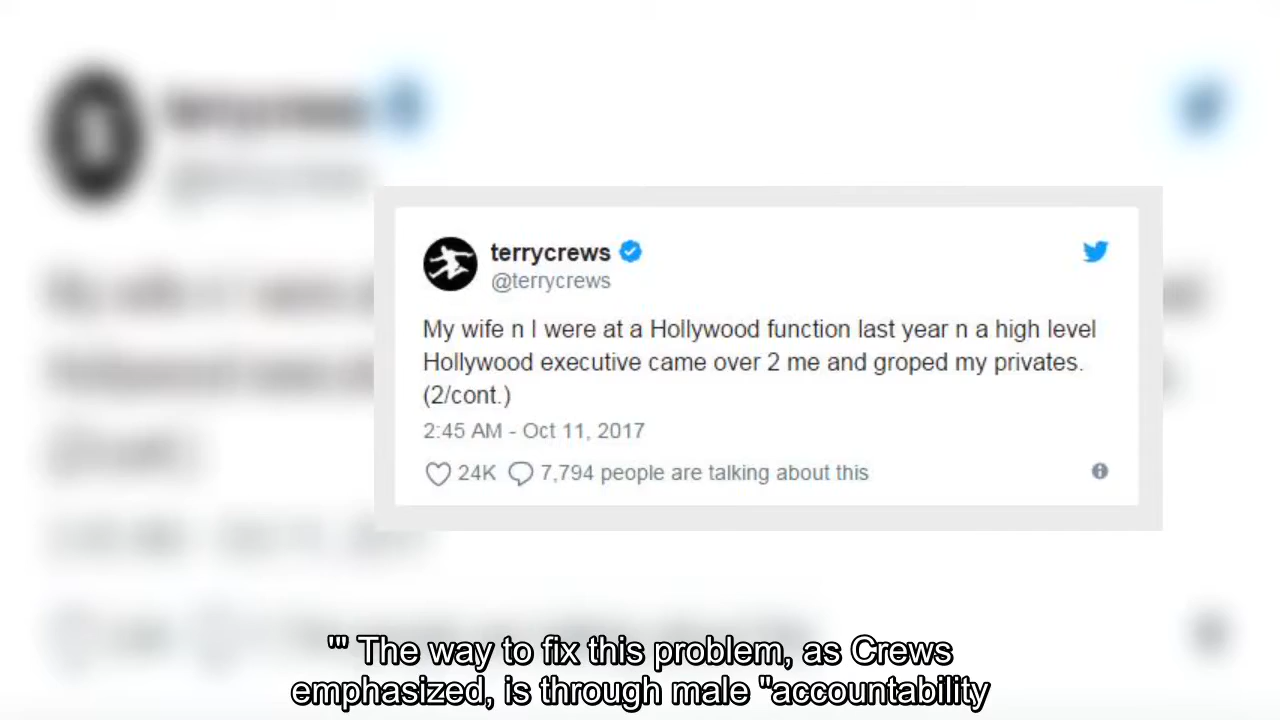 terrycrews
@terrycrews
My wife n I were at a Hollywood function last year n a high level
Hollywood executive came over 2 me and groped my privates.
(2/cont.)
2:45 AM - Oct 11, 2017
24K 7,794 people are talking about this
'" The way to fix this problem, as Crews
emphasized, is through male "accountability